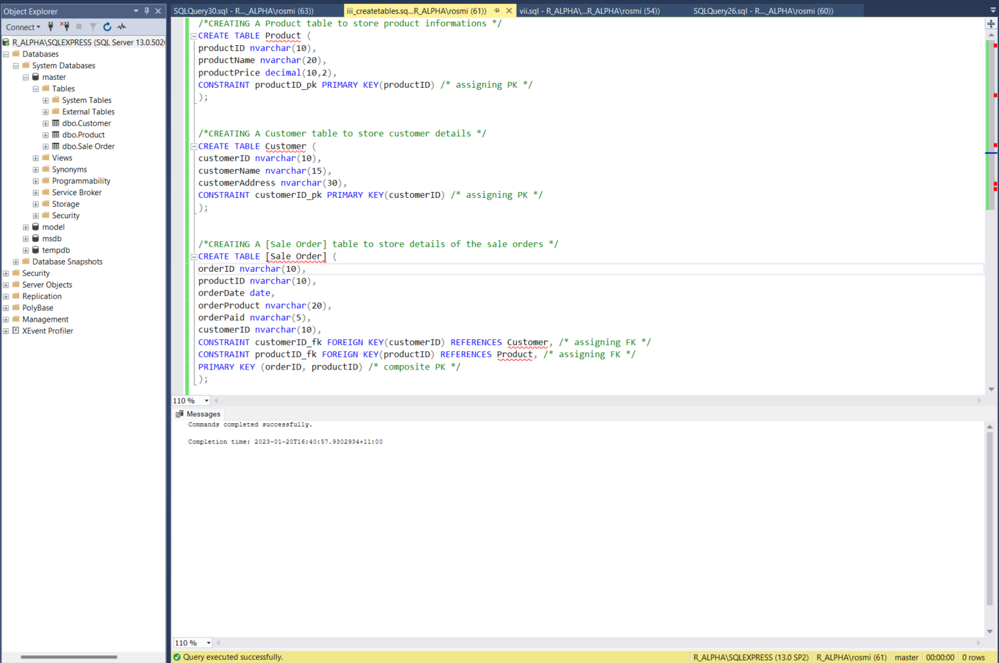 Object Explorer
Connect
R_ALPHA\SQLEXPRESS (SQL Server 13.0.502
Databases
System Databases
master
Tables
System Tables
External Tables
dbo.Customer
dbo.Product
dbo.Sale Order
Views
Synonyms
Programmability
Service Broker
Storage
Security
model
msdb
tempdb
Database Snapshots
Security
Server Objects
Replication
PolyBase
Management
XEvent Profiler
SQLQuery30.sql - R..._ALPHA\rosmi (63))
iii_createtables.sq...R_ALPHA\rosmi (61))
vii.sql - R_ALPHA\...R_ALPHA\rosmi (54))
SQLQuery26.sql - R..._ALPHA\rosmi (60))
/*CREATING A Product table to store product informations */
CREATE TABLE Product (
productID nvarchar(10),
productName nvarchar(20),
productPrice decimal(10,2),
CONSTRAINT productID_pk PRIMARY KEY(productID) /* assigning PK */
);
/*CREATING A Customer table to store customer details */
CREATE TABLE Customer (
customerID nvarchar(10),
customerName nvarchar(15),
customerAddress nvarchar(30),
CONSTRAINT customerID_pk PRIMARY KEY(customerID) /* assigning PK */
);
/*CREATING A [Sale Order] table to store details of the sale orders */
CREATE TABLE [Sale Order] (
orderID nvarchar(10),
productID nvarchar(10),
orderDate date,
orderProduct nvarchar(20),
orderPaid nvarchar(5),
customerID nvarchar(10),
CONSTRAINT customerID_fk FOREIGN KEY(customerID) REFERENCES Customer, /* assigning FK */
CONSTRAINT productID_fk FOREIGN KEY(productID) REFERENCES Product, /* assigning FK */
PRIMARY KEY (orderID, productID) /* composite PK */
);
110 %
Messages
Commands completed successfully.
Completion time: 2023-01-20T16:40:57.9302934+11:00
110 %
Query executed successfully.
R_ALPHA\SQLEXPRESS (13.0 SP2)
R_ALPHA\rosmi (61)
master
00:00:00
0 rows